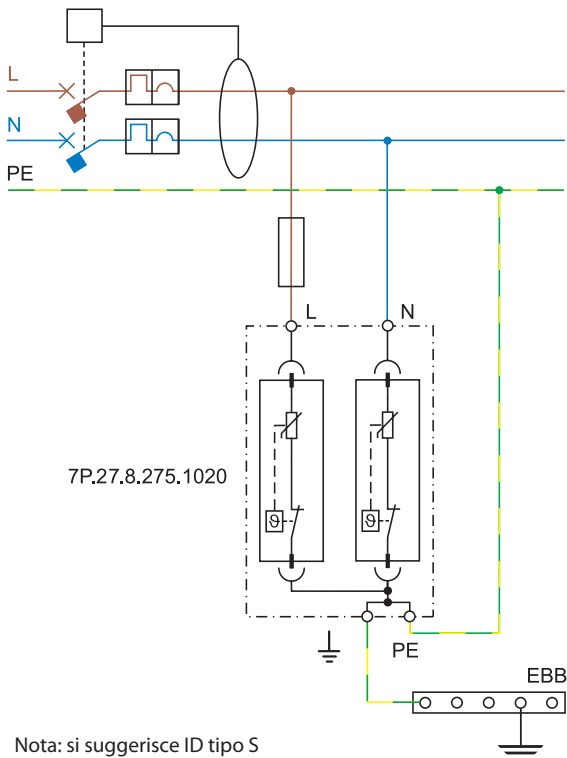 L
N
PE
L
N
7P.27.8.275.1020
ϑ
ϑ
PE
EBB
Nota: si suggerisce ID tipo S